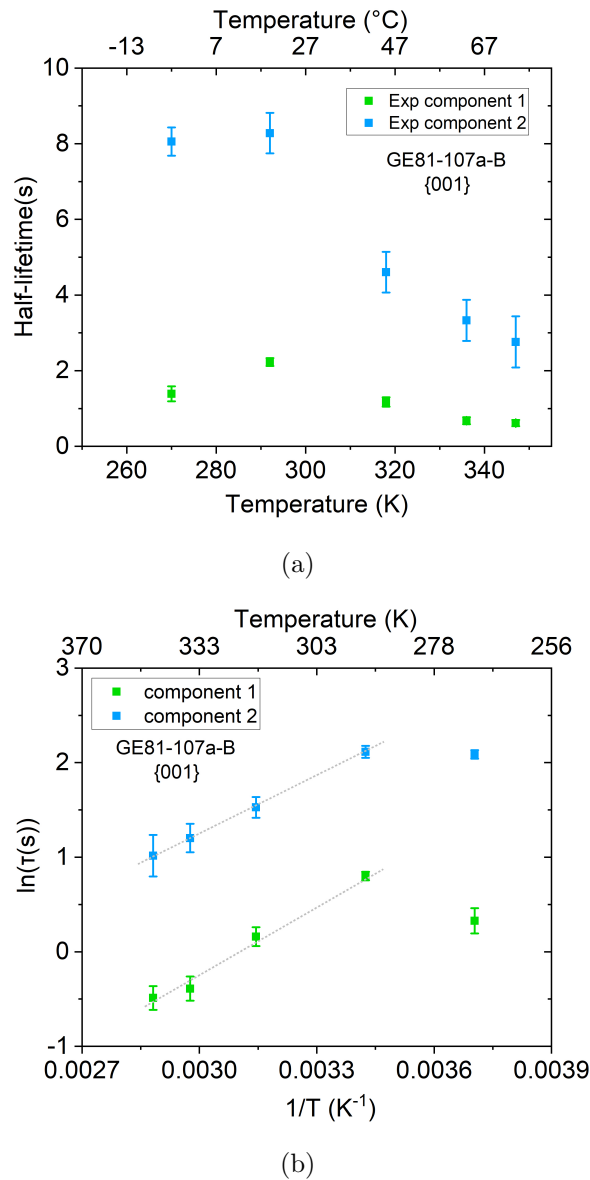 Temperature (°C)
-13 7 27 47 67
10
8
6
4
2
0
Half-lifetime(s)
Exp component 1
Exp component 2
GE81-107a-B
{001}
260 280 300 320 340
Temperature (K)
(a)
Temperature (K)
370 333 303 278 256
3
2
1
0
-1
ln(τ(s))
component 1
component 2
GE81-107a-B
{001}
0.0027 0.0030 0.0033 0.0036 0.0039
1/T (K⁻¹)
(b)